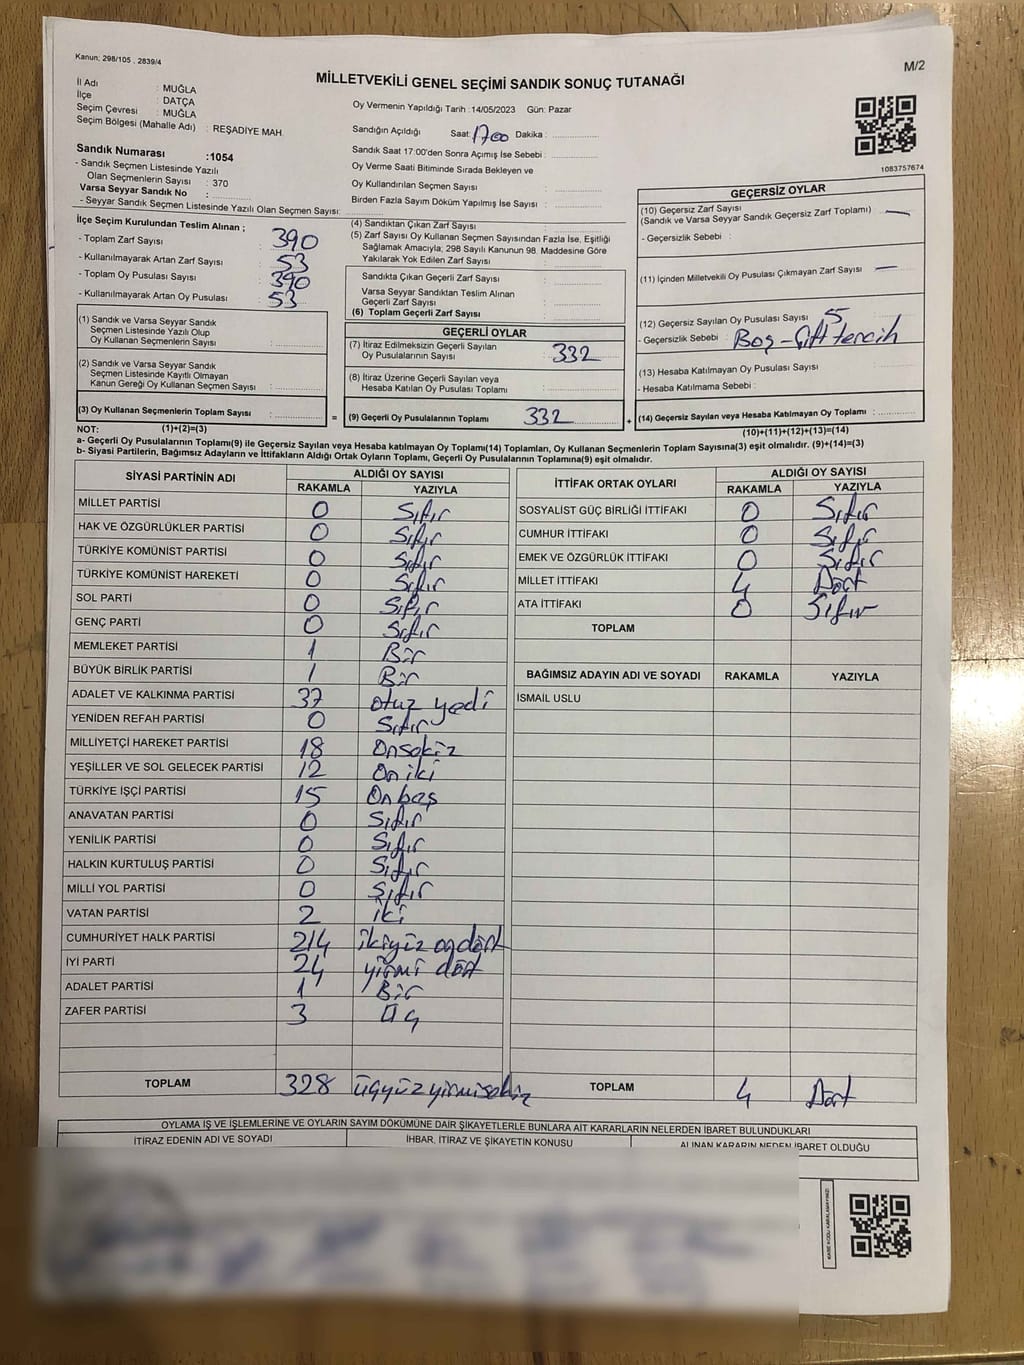 Kanun: 298/105 , 2839/4
M/2
MİLLETVEKİLİ GENEL SEÇİMİ SANDIK SONUÇ TUTANAĞI
İl Adı : MUĞLA
İlçe : DATÇA
Seçim Çevresi : MUĞLA
Seçim Bölgesi (Mahalle Adı) : REŞADİYE MAH.
Sandık Numarası :1054
- Sandık Seçmen Listesinde Yazılı
Olan Seçmenlerin Sayısı : 370
Varsa Seyyar Sandık No :
- Seyyar Sandık Seçmen Listesinde Yazılı Olan Seçmen Sayısı:
Oy Vermenin Yapıldığı Tarih :14/05/2023 Gün: Pazar
Sandığın Açıldığı Saat: 1700 Dakika :
Sandık Saat 17:00'den Sonra Açımış İse Sebebi :
Oy Verme Saati Bitiminde Sırada Bekleyen ve
Oy Kullandırılan Seçmen Sayısı :
Birden Fazla Sayım Döküm Yapılmış İse Sayısı :
1083757674
İlçe Seçim Kurulundan Teslim Alınan ;
- Toplam Zarf Sayısı : 390
- Kullanılmayarak Artan Zarf Sayısı : 53
- Toplam Oy Pusulası Sayısı : 390
- Kullanılmayarak Artan Oy Pusulası : 53
(1) Sandık ve Varsa Seyyar Sandık
Seçmen Listesinde Yazılı Olup
Oy Kullanan Seçmenlerin Sayısı :
(2) Sandık ve Varsa Seyyar Sandık
Seçmen Listesinde Kayıtlı Olmayan
Kanun Gereği Oy Kullanan Seçmen Sayısı :
(3) Oy Kullanan Seçmenlerin Toplam Sayısı :
(1)+(2)=(3)
(4) Sandıktan Çıkan Zarf Sayısı :
(5) Zarf Sayısı Oy Kullanan Seçmen Sayısından Fazla İse, Eşitliği
Sağlamak Amacıyla; 298 Sayılı Kanunun 98. Maddesine Göre
Yakılarak Yok Edilen Zarf Sayısı :
Sandıkta Çıkan Geçerli Zarf Sayısı :
Varsa Seyyar Sandıktan Teslim Alınan
Geçerli Zarf Sayısı :
(6) Toplam Geçerli Zarf Sayısı :
GEÇERLİ OYLAR
(7) İtiraz Edilmeksizin Geçerli Sayılan
Oy Pusulalarının Sayısı : 332
(8) İtiraz Üzerine Geçerli Sayılan veya
Hesaba Katılan Oy Pusulası Toplamı :
= (9) Geçerli Oy Pusulalarının Toplamı : 332 +
GEÇERSİZ OYLAR
(10) Geçersiz Zarf Sayısı
(Sandık ve Varsa Seyyar Sandık Geçersiz Zarf Toplamı) : —
- Geçersizlik Sebebi :
(11) İçinden Milletvekili Oy Pusulası Çıkmayan Zarf Sayısı : —
(12) Geçersiz Sayılan Oy Pusulası Sayısı : 5
- Geçersizlik Sebebi : Boş - Çift tercih
(13) Hesaba Katılmayan Oy Pusulası Sayısı :
- Hesaba Katılmama Sebebi :
(14) Geçersiz Sayılan veya Hesaba Katılmayan Oy Toplamı :
(10)+(11)+(12)+(13)=(14)
NOT:
a- Geçerli Oy Pusulalarının Toplamı(9) ile Geçersiz Sayılan veya Hesaba katılmayan Oy Toplamı(14) Toplamları, Oy Kullanan Seçmenlerin Toplam Sayısına(3) eşit olmalıdır. (9)+(14)=(3)
b- Siyasi Partilerin, Bağımsız Adayların ve İttifakların Aldığı Ortak Oyların Toplamı, Geçerli Oy Pusulalarının Toplamına(9) eşit olmalıdır.
SİYASİ PARTİNİN ADI ALDIĞI OY SAYISI
RAKAMLA YAZIYLA
MİLLET PARTİSİ 0 Sıfır
HAK VE ÖZGÜRLÜKLER PARTİSİ 0 Sıfır
TÜRKİYE KOMÜNİST PARTİSİ 0 Sıfır
TÜRKİYE KOMÜNİST HAREKETİ 0 Sıfır
SOL PARTİ 0 Sıfır
GENÇ PARTİ 0 Sıfır
MEMLEKET PARTİSİ 1 Bir
BÜYÜK BİRLİK PARTİSİ 1 Bir
ADALET VE KALKINMA PARTİSİ 37 otuz yedi
YENİDEN REFAH PARTİSİ 0 Sıfır
MİLLİYETÇİ HAREKET PARTİSİ 18 Onsekiz
YEŞİLLER VE SOL GELECEK PARTİSİ 12 On iki
TÜRKİYE İŞÇİ PARTİSİ 15 Onbeş
ANAVATAN PARTİSİ 0 Sıfır
YENİLİK PARTİSİ 0 Sıfır
HALKIN KURTULUŞ PARTİSİ 0 Sıfır
MİLLİ YOL PARTİSİ 0 Sıfır
VATAN PARTİSİ 2 iki
CUMHURİYET HALK PARTİSİ 214 ikiyüz ondört
İYİ PARTİ 24 yirmi dört
ADALET PARTİSİ 1 Bir
ZAFER PARTİSİ 3 Üç
TOPLAM 328 üçyüzyirmisekiz
İTTİFAK ORTAK OYLARI ALDIĞI OY SAYISI
RAKAMLA YAZIYLA
SOSYALİST GÜÇ BİRLİĞİ İTTİFAKI 0 Sıfır
CUMHUR İTTİFAKI 0 Sıfır
EMEK VE ÖZGÜRLÜK İTTİFAKI 0 Sıfır
MİLLET İTTİFAKI 4 Dört
ATA İTTİFAKI 0 Sıfır
TOPLAM
BAĞIMSIZ ADAYIN ADI VE SOYADI RAKAMLA YAZIYLA
İSMAİL USLU
TOPLAM 4 Dört
OYLAMA İŞ VE İŞLEMLERİNE VE OYLARIN SAYIM DÖKÜMÜNE DAİR ŞİKAYETLERLE BUNLARA AİT KARARLARIN NELERDEN İBARET BULUNDUKLARI
İTİRAZ EDENİN ADI VE SOYADI İHBAR, İTİRAZ VE ŞİKAYETİN KONUSU ALINAN KARARIN NEDEN İBARET OLDUĞU